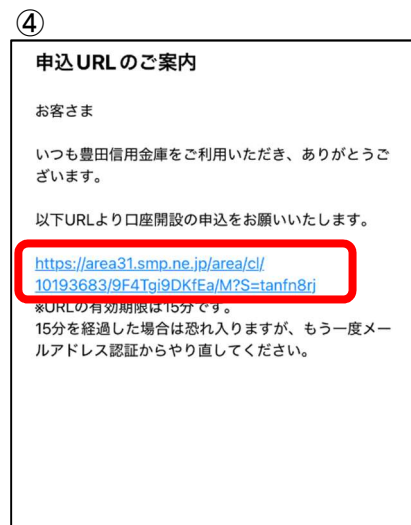 ④
申込URLのご案内
お客さま
いつも豊田信用金庫をご利用いただき、ありがとうご
ざいます。
以下URLより口座開設の申込をお願いいたします。
https://area31.smp.ne.jp/area/cl/
10193683/9F4Tgi9DKfEa/M?S=tanfn8rj
※URLの有効期限は15分です。
15分を経過した場合は恐れ入りますが、もう一度メー
ルアドレス認証からやり直してください。